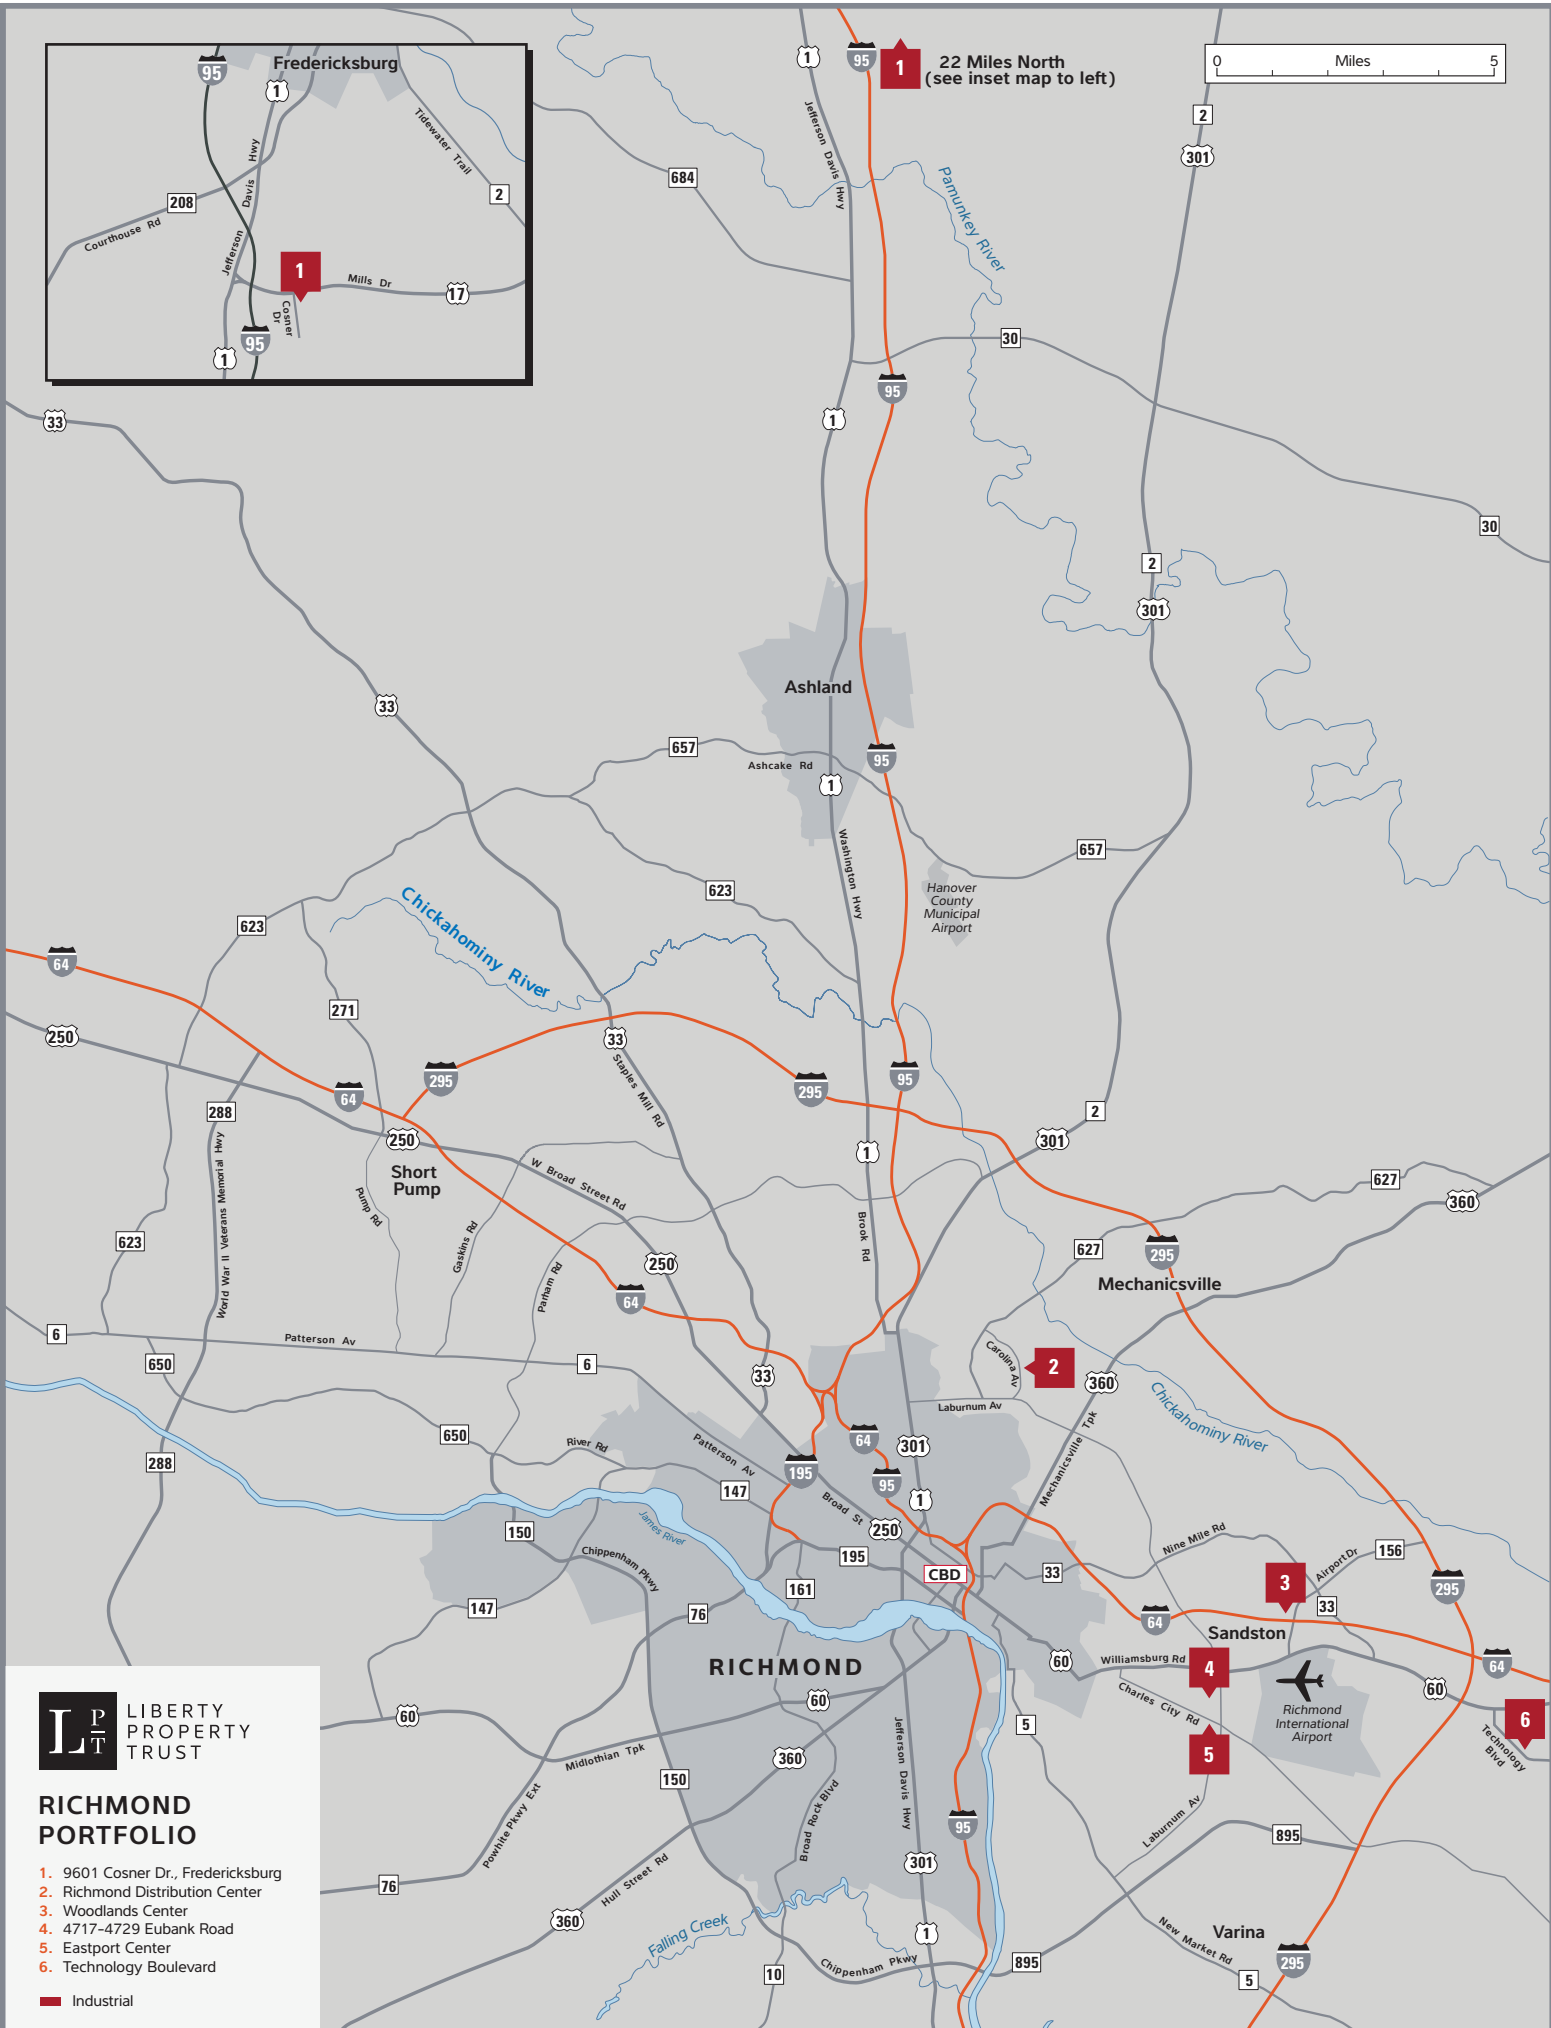 95
Fredericksburg
1
Tidewater Trail
2
208
Courthouse Rd
Jefferson Davis Hwy
1
Mills Dr
17
Cosner Dr
95
1
1
95
1
22 Miles North
(see inset map to left)
0 Miles 5
Jefferson Davis Hwy
684
Pamunkey River
2
301
30
95
1
33
30
2
301
Ashland
33
657
Ashcake Rd
95
1
Washington Hwy
657
623
Hanover
County
Municipal
Airport
Chickahominy River
623
64
271
250
33
Staples Mill Rd
295
295
95
64
288
2
301
250
1
Short
Pump
W Broad Street Rd
627
360
World War II Veterans Memorial Hwy
Pump Rd
Gaskins Rd
Parham Rd
Brook Rd
623
250
627
295
Mechanicsville
64
6
Patterson Av
650
6
33
Carolina Av
2
360
Laburnum Av
Chickahominy River
650
River Rd
Patterson Av
64
301
Mechanicsville Tpk
288
195
95
147
Broad St
1
James River
150
250
Chippenham Pkwy
195
CBD
33
Nine Mile Rd
156
Airport Dr
3
295
147
161
76
33
64
Sandston
RICHMOND
60
Williamsburg Rd
4
64
60
Charles City Rd
Richmond
International
Airport
60
60
5
6
Technology Blvd
Midlothian Tpk
360
Jefferson Davis Hwy
5
150
Powhite Pkwy Ext
Broad Rock Blvd
95
Laburnum Av
895
76
Hull Street Rd
301
360
Falling Creek
1
New Market Rd
Varina
295
895
Chippenham Pkwy
10
5
L P T
LIBERTY
PROPERTY
TRUST
RICHMOND
PORTFOLIO
1. 9601 Cosner Dr., Fredericksburg
2. Richmond Distribution Center
3. Woodlands Center
4. 4717-4729 Eubank Road
5. Eastport Center
6. Technology Boulevard
Industrial